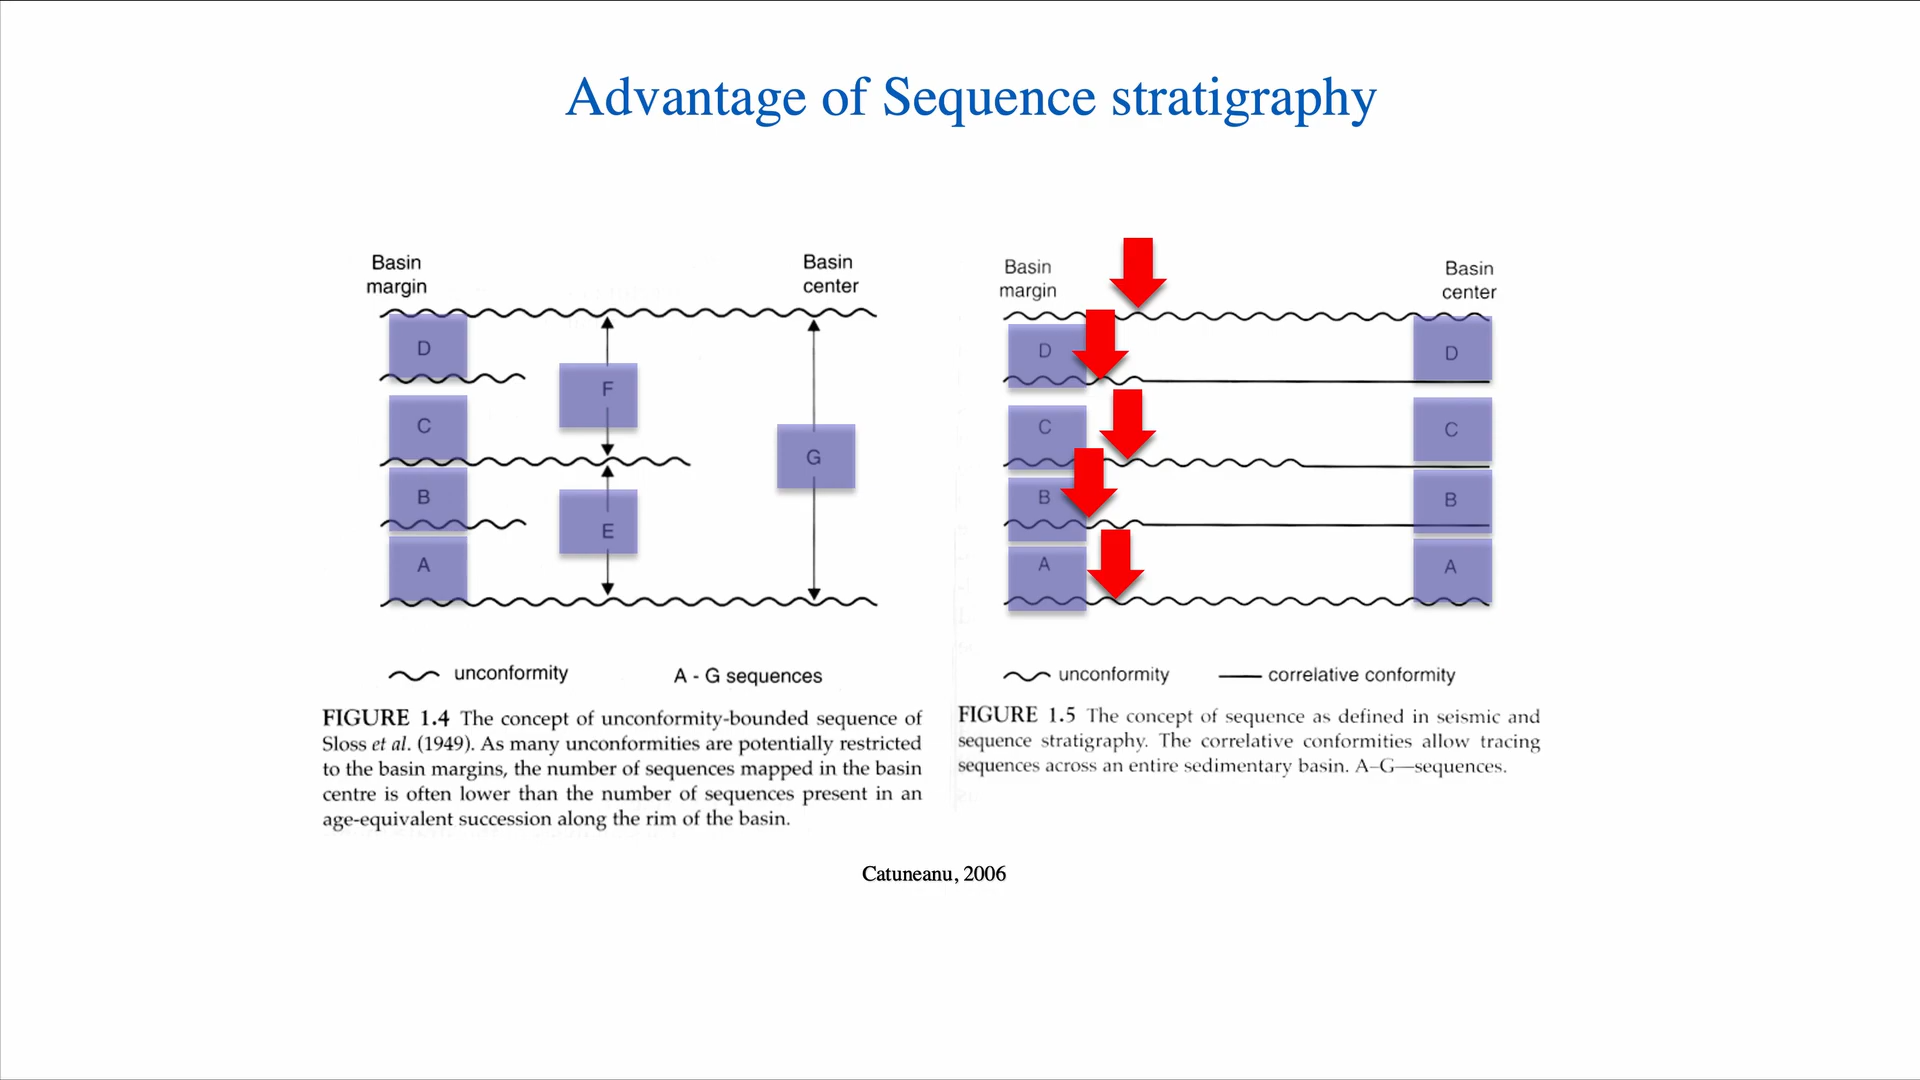 Advantage of Sequence stratigraphy
Basin
margin
Basin
center
D
C
B
A
F
E
G
unconformity
A - G sequences
FIGURE 1.4 The concept of unconformity-bounded sequence of
Sloss et al. (1949). As many unconformities are potentially restricted
to the basin margins, the number of sequences mapped in the basin
centre is often lower than the number of sequences present in an
age-equivalent succession along the rim of the basin.
Basin
margin
Basin
center
D
C
B
A
D
C
B
A
unconformity
correlative conformity
FIGURE 1.5 The concept of sequence as defined in seismic and
sequence stratigraphy. The correlative conformities allow tracing
sequences across an entire sedimentary basin. A–G—sequences.
Catuneanu, 2006